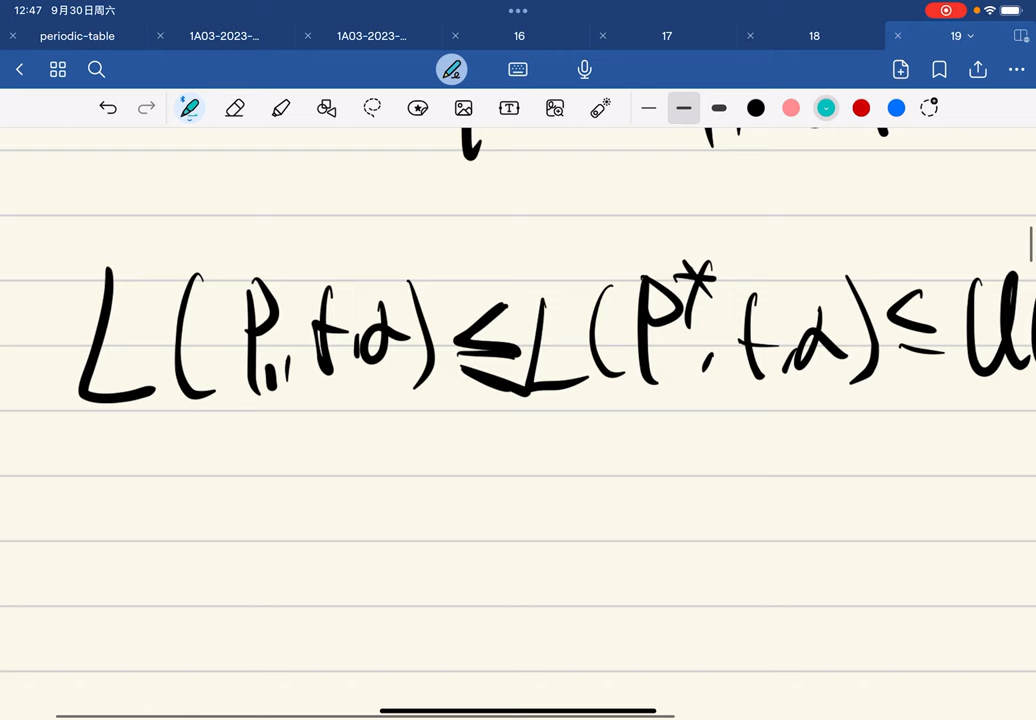 12:47 9月30日周六
periodic-table 1A03-2023-... 1A03-2023-... 16 17 18 19
L(P₁, f, α) ≤ L(P*, f, α) ≤ U(